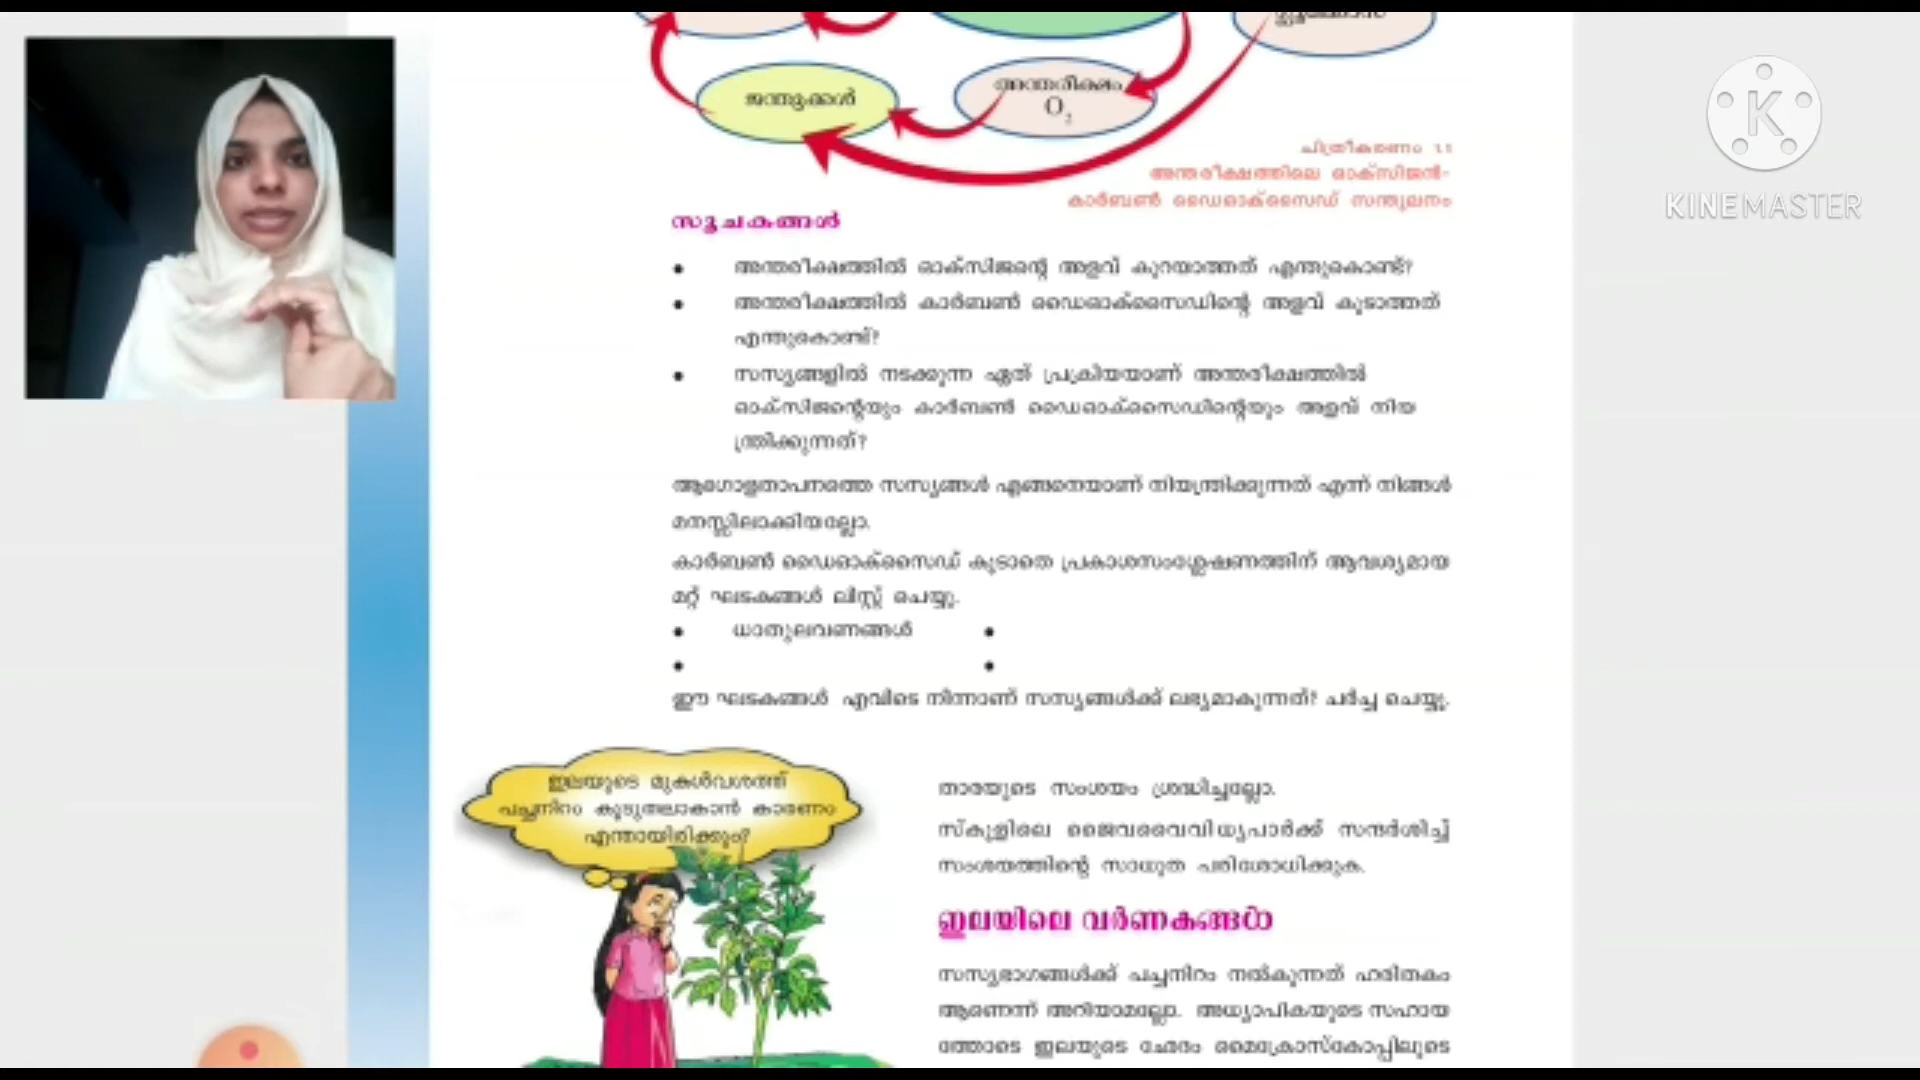 ജന്തുക്കൾ
അന്തരീക്ഷം
O₂
ചിത്രീകരണം 1.1
അന്തരീക്ഷത്തിലെ ഓക്സിജൻ-
കാർബൺ ഡൈഓക്സൈഡ് സന്തുലനം
KINEMASTER
സൂചകങ്ങൾ
• അന്തരീക്ഷത്തിൽ ഓക്സിജന്റെ അളവ് കുറയാത്തത് എന്തുകൊണ്ട്?
• അന്തരീക്ഷത്തിൽ കാർബൺ ഡൈഓക്സൈഡിന്റെ അളവ് കൂടാത്തത്
എന്തുകൊണ്ട്?
• സസ്യങ്ങളിൽ നടക്കുന്ന ഏത് പ്രക്രിയയാണ് അന്തരീക്ഷത്തിൽ
ഓക്സിജന്റെയും കാർബൺ ഡൈഓക്സൈഡിന്റെയും അളവ് നിയ
ന്ത്രിക്കുന്നത്?
ആഗോളതാപനത്തെ സസ്യങ്ങൾ എങ്ങനെയാണ് നിയന്ത്രിക്കുന്നത് എന്ന് നിങ്ങൾ
മനസ്സിലാക്കിയല്ലോ.
കാർബൺ ഡൈഓക്സൈഡ് കൂടാതെ പ്രകാശസംശ്ലേഷണത്തിന് ആവശ്യമായ
മറ്റ് ഘടകങ്ങൾ ലിസ്റ്റ് ചെയ്യൂ.
• ധാതുലവണങ്ങൾ •
• •
ഈ ഘടകങ്ങൾ എവിടെ നിന്നാണ് സസ്യങ്ങൾക്ക് ലഭ്യമാകുന്നത്? ചർച്ച ചെയ്യൂ.
ഇലയുടെ മുകൾവശത്ത്
പച്ചനിറം കൂടുതലാകാൻ കാരണം
എന്തായിരിക്കും?
താരയുടെ സംശയം ശ്രദ്ധിച്ചല്ലോ.
സ്കൂളിലെ ജൈവവൈവിധ്യപാർക്ക് സന്ദർശിച്ച്
സംശയത്തിന്റെ സാധുത പരിശോധിക്കുക.
ഇലയിലെ വർണകങ്ങൾ
സസ്യഭാഗങ്ങൾക്ക് പച്ചനിറം നൽകുന്നത് ഹരിതകം
ആണെന്ന് അറിയാമല്ലോ. അധ്യാപികയുടെ സഹായ
ത്തോടെ ഇലയുടെ ഛേദം മൈക്രോസ്കോപ്പിലൂടെ